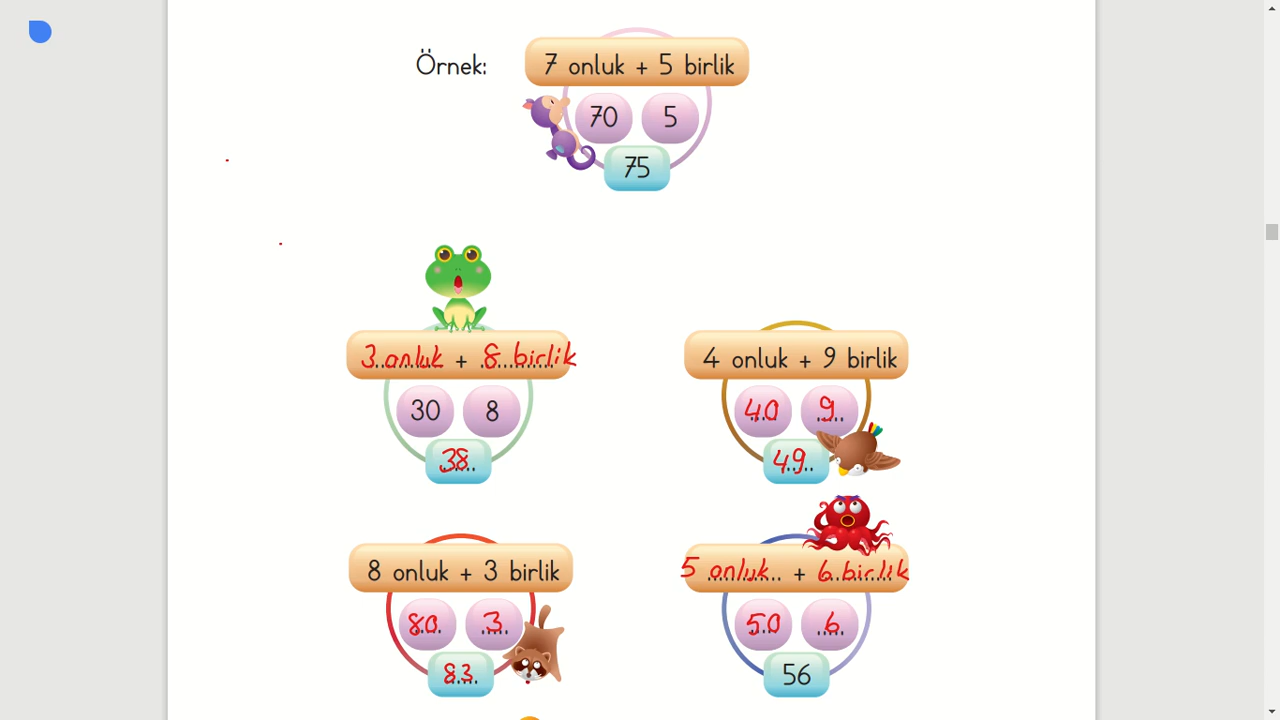 Örnek: 7 onluk + 5 birlik
70 5
75
3 onluk + 8 birlik
30 8
38
4 onluk + 9 birlik
40 9
49
8 onluk + 3 birlik
80 3
83
5 onluk + 6 birlik
50 6
56